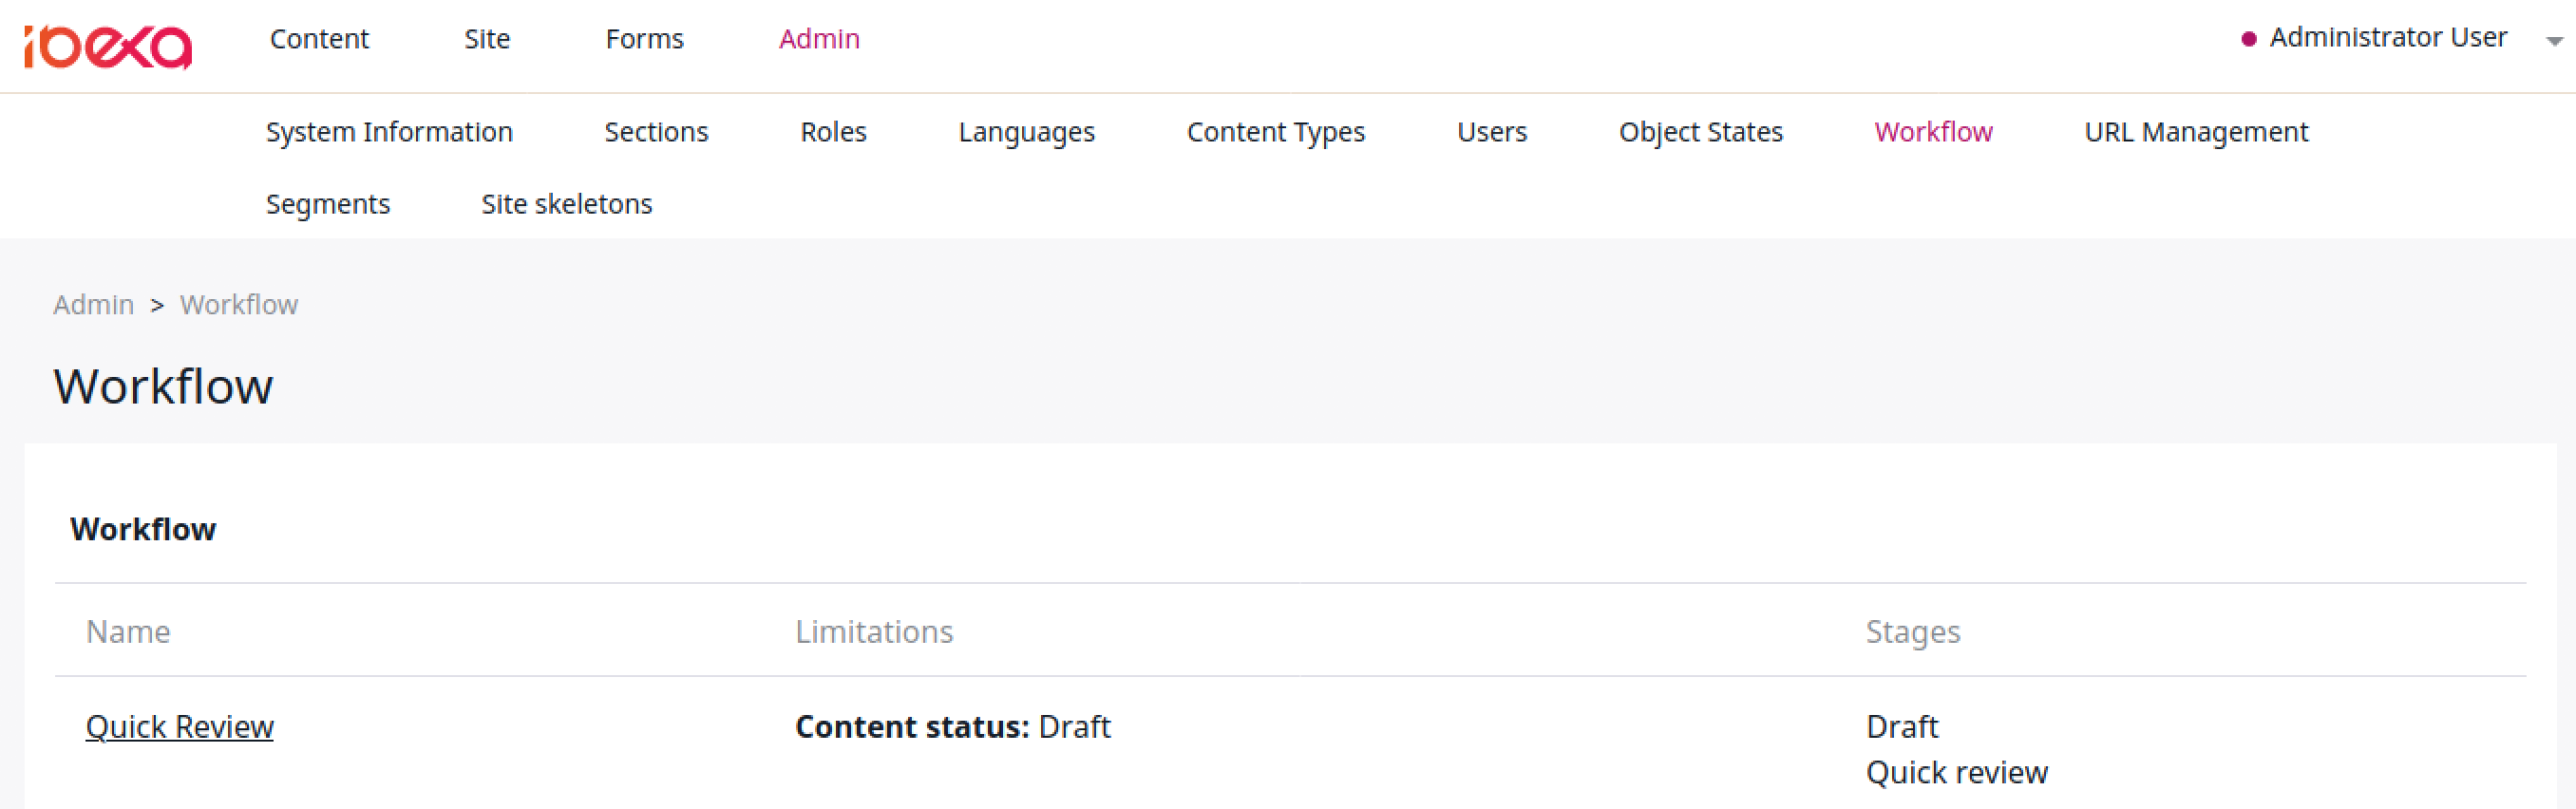 ibexa Content Site Forms Admin Administrator User
System Information Sections Roles Languages Content Types Users Object States Workflow URL Management
Segments Site skeletons
Admin > Workflow
Workflow
Workflow
Name Limitations Stages
Quick Review Content status: Draft Draft
Quick review